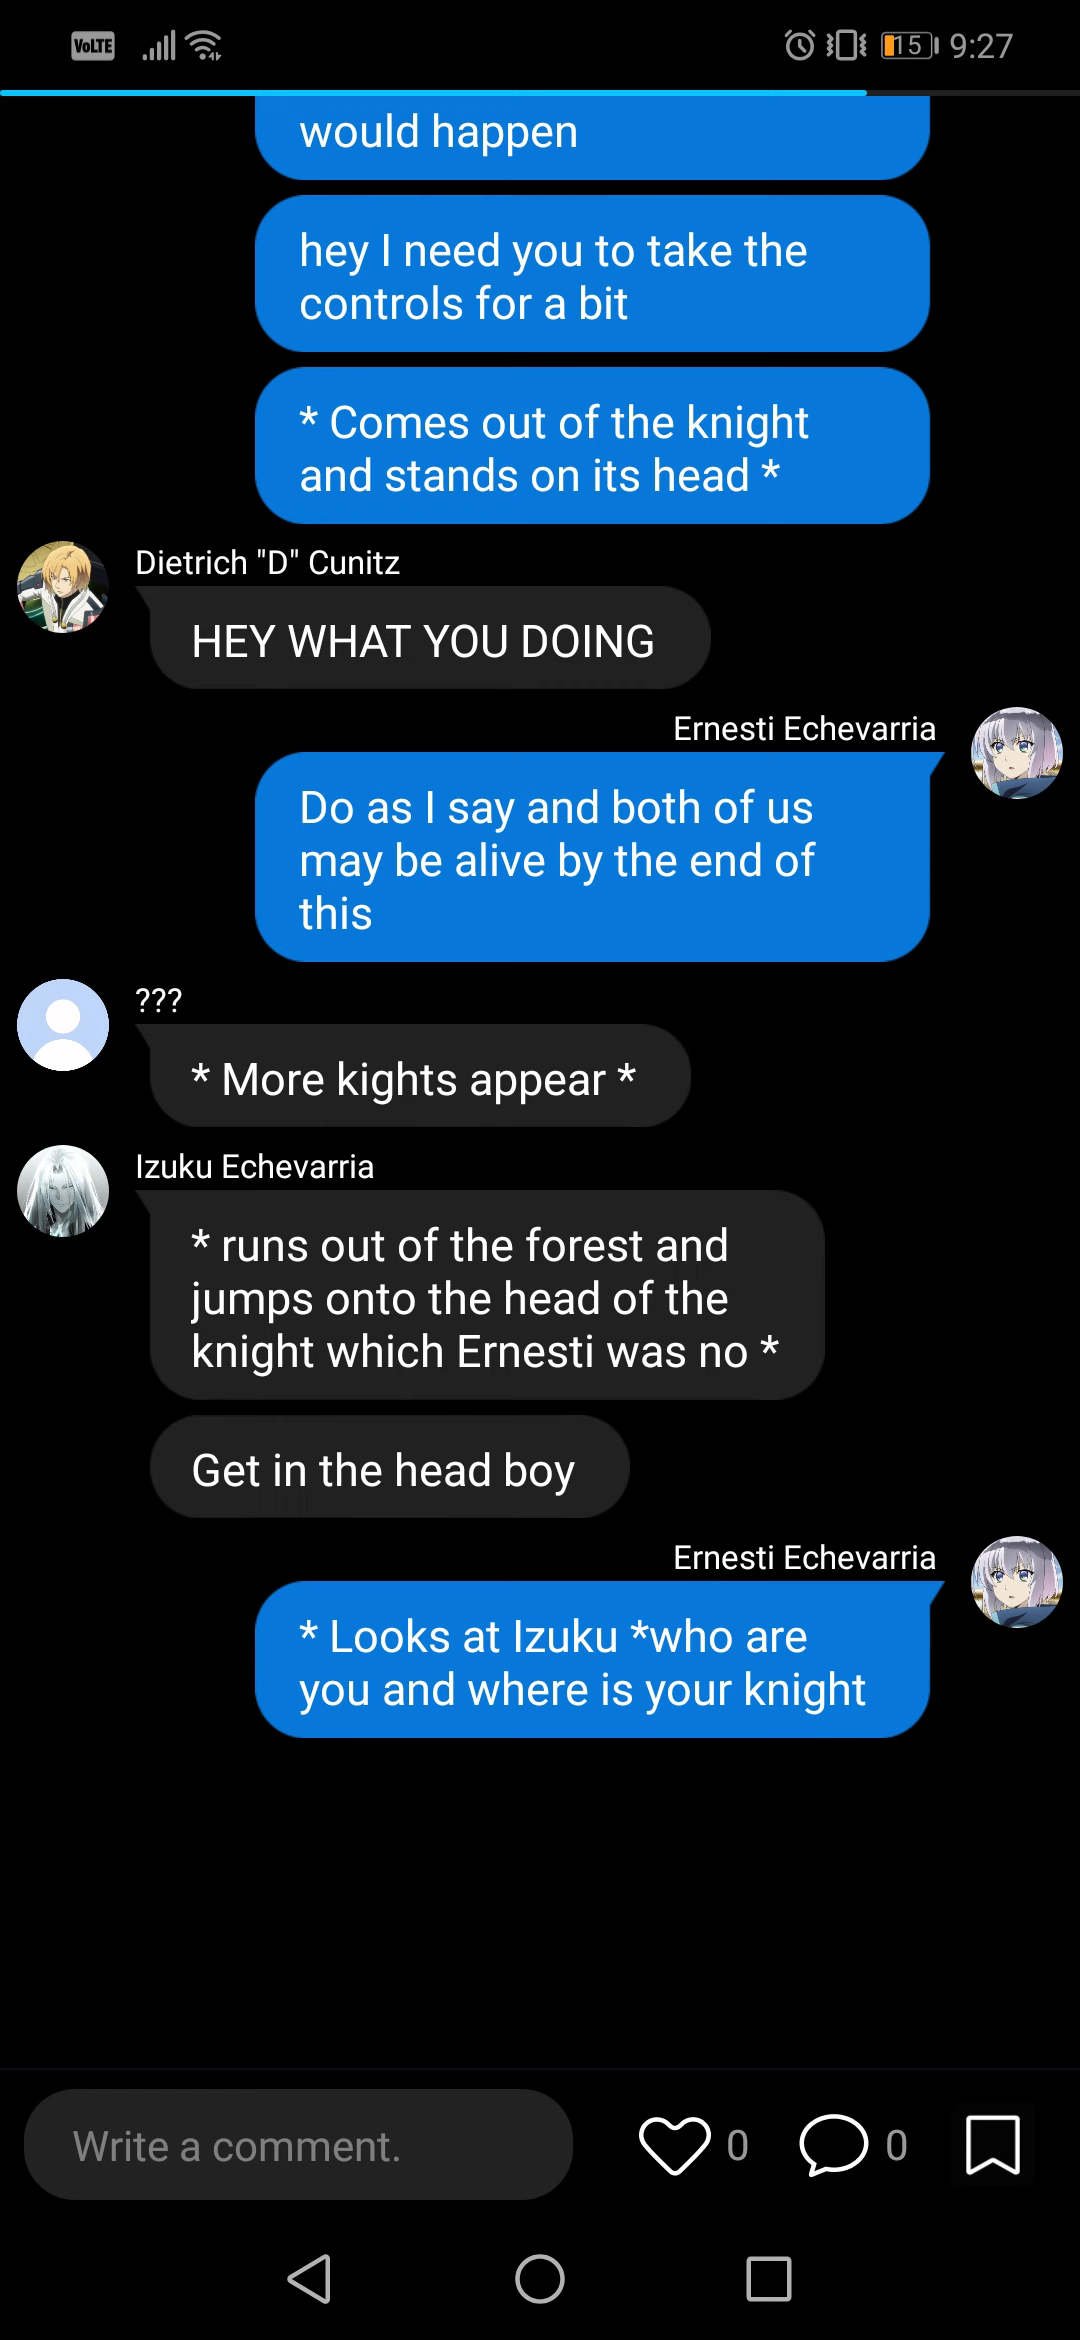 VoLTE
15
9:27
would happen
hey I need you to take the
controls for a bit
* Comes out of the knight
and stands on its head *
Dietrich "D" Cunitz
HEY WHAT YOU DOING
Ernesti Echevarria
Do as I say and both of us
may be alive by the end of
this
???
* More kights appear *
Izuku Echevarria
* runs out of the forest and
jumps onto the head of the
knight which Ernesti was no *
Get in the head boy
Ernesti Echevarria
* Looks at Izuku *who are
you and where is your knight
Write a comment.
0
0